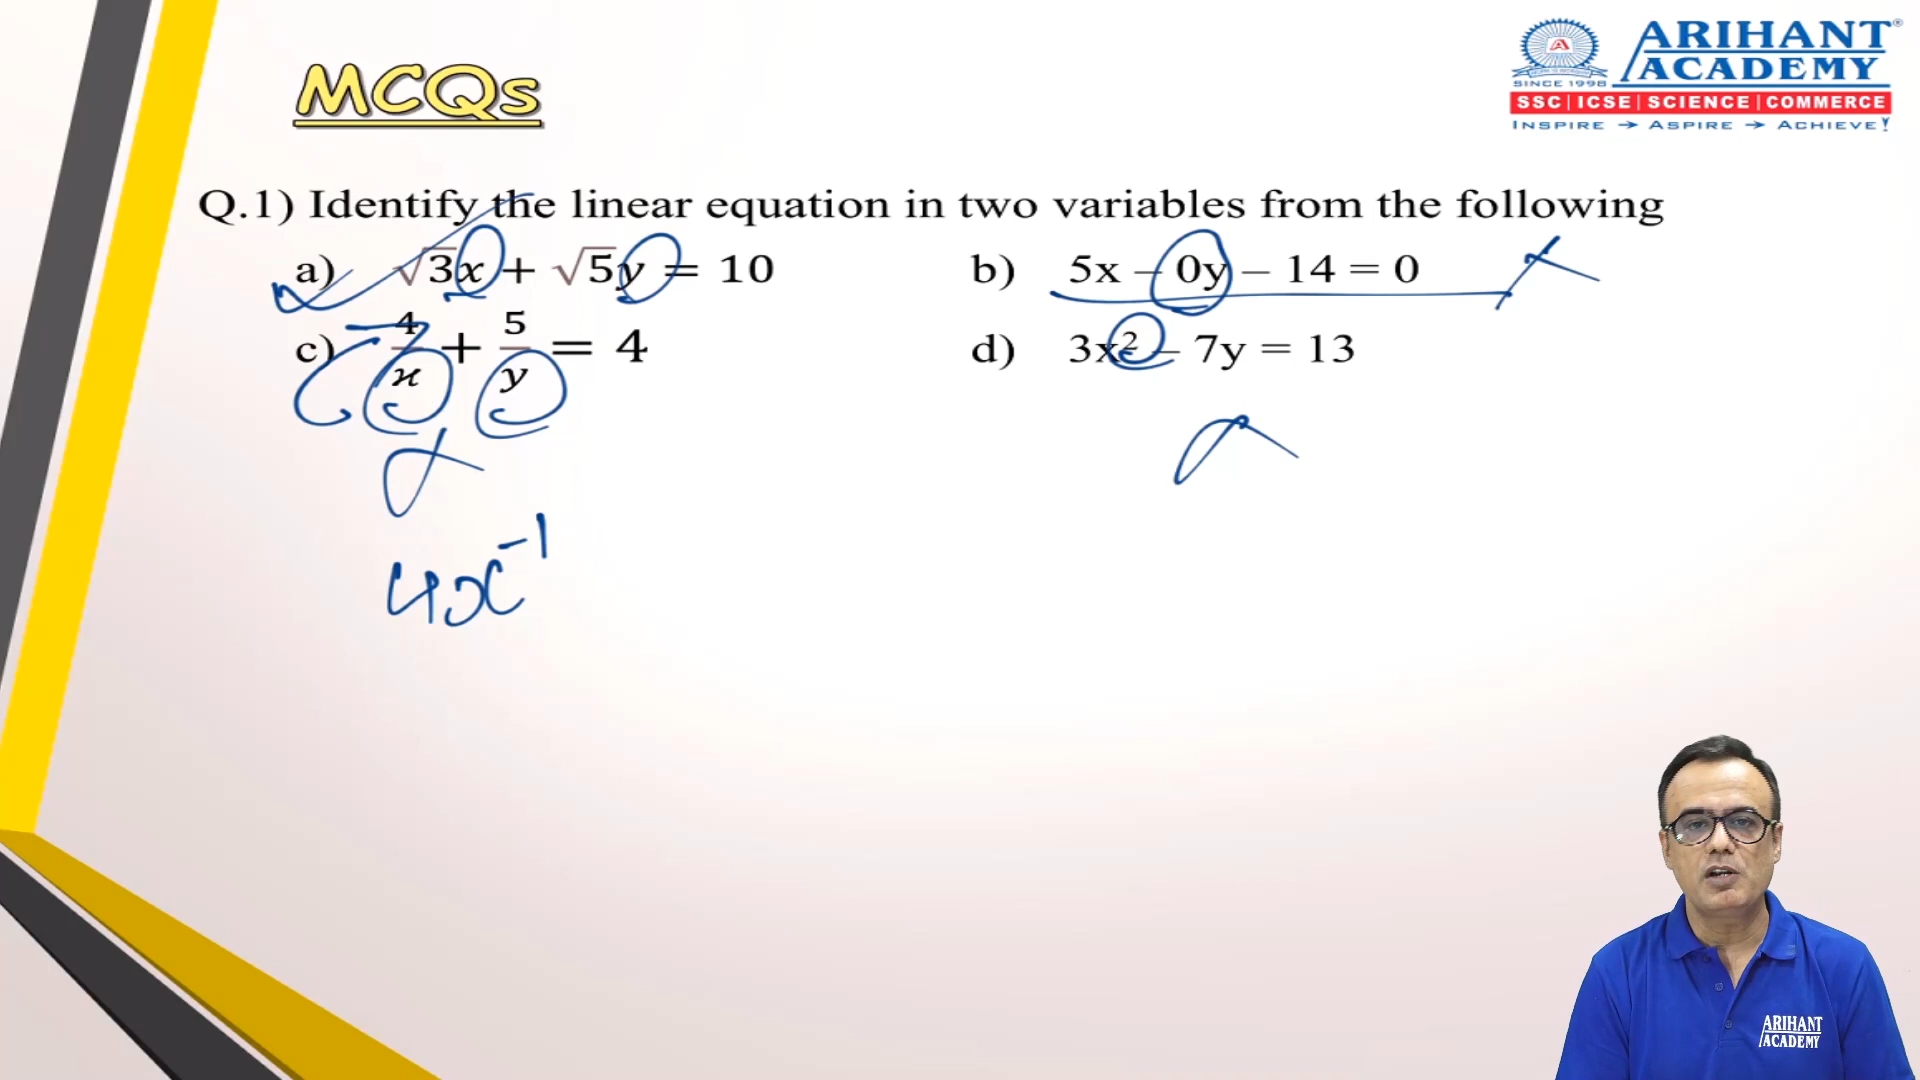 MCQs
ARIHANT®
ACADEMY
SINCE 1998
SSC | ICSE | SCIENCE | COMMERCE
INSPIRE → ASPIRE → ACHIEVE!
Q.1) Identify the linear equation in two variables from the following
a) √3x + √5y = 10
b) 5x – 0y – 14 = 0
c) 4/x + 5/y = 4
d) 3x² – 7y = 13
4x⁻¹
ARIHANT
ACADEMY